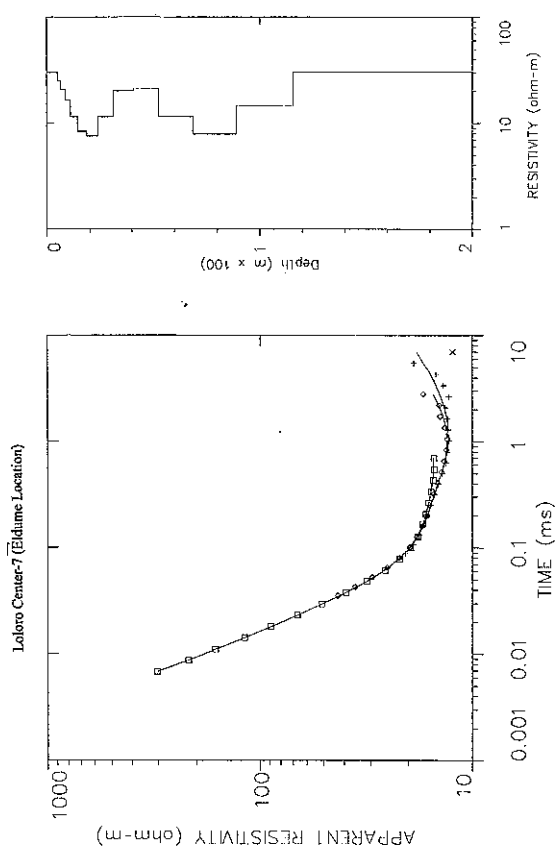 Loloro Center-7 (Eldume Location)
APPARENT RESISTIVITY (ohm-m)
1000
100
10
0.001
0.01
0.1
1
10
TIME (ms)
0
1
2
Depth (m x 100)
1
10
100
RESISTIVITY (ohm-m)